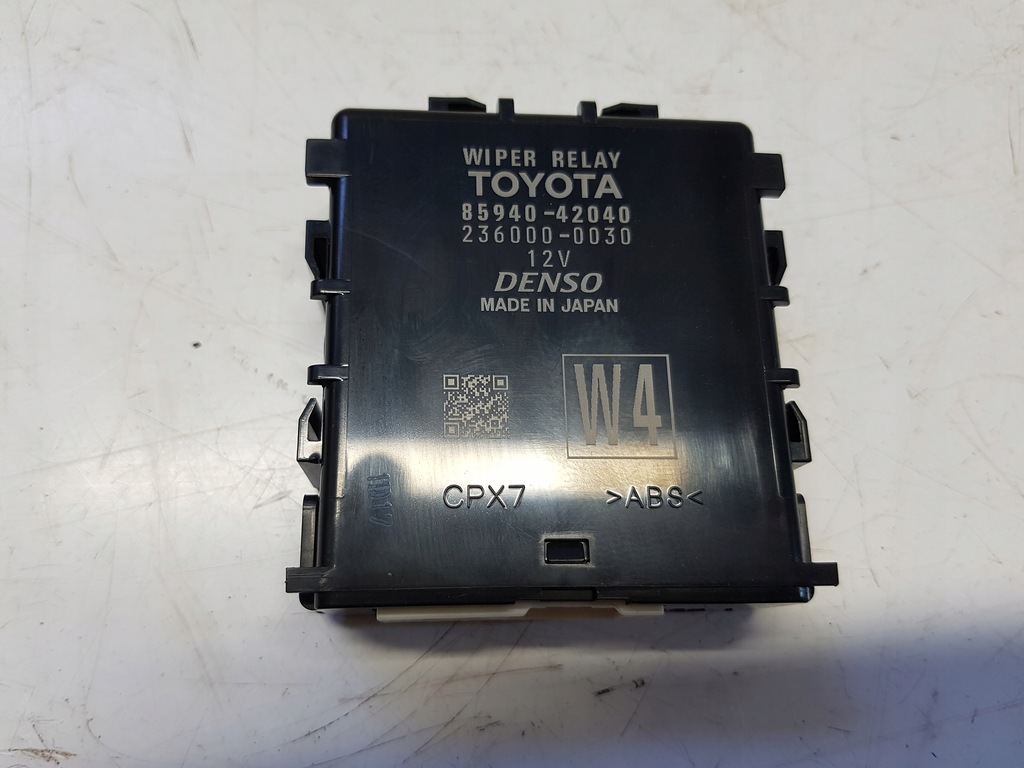 WIPER RELAY
TOYOTA
85940-42040
236000-0030
12V
DENSO
MADE IN JAPAN
W4
CPX7 >ABS<